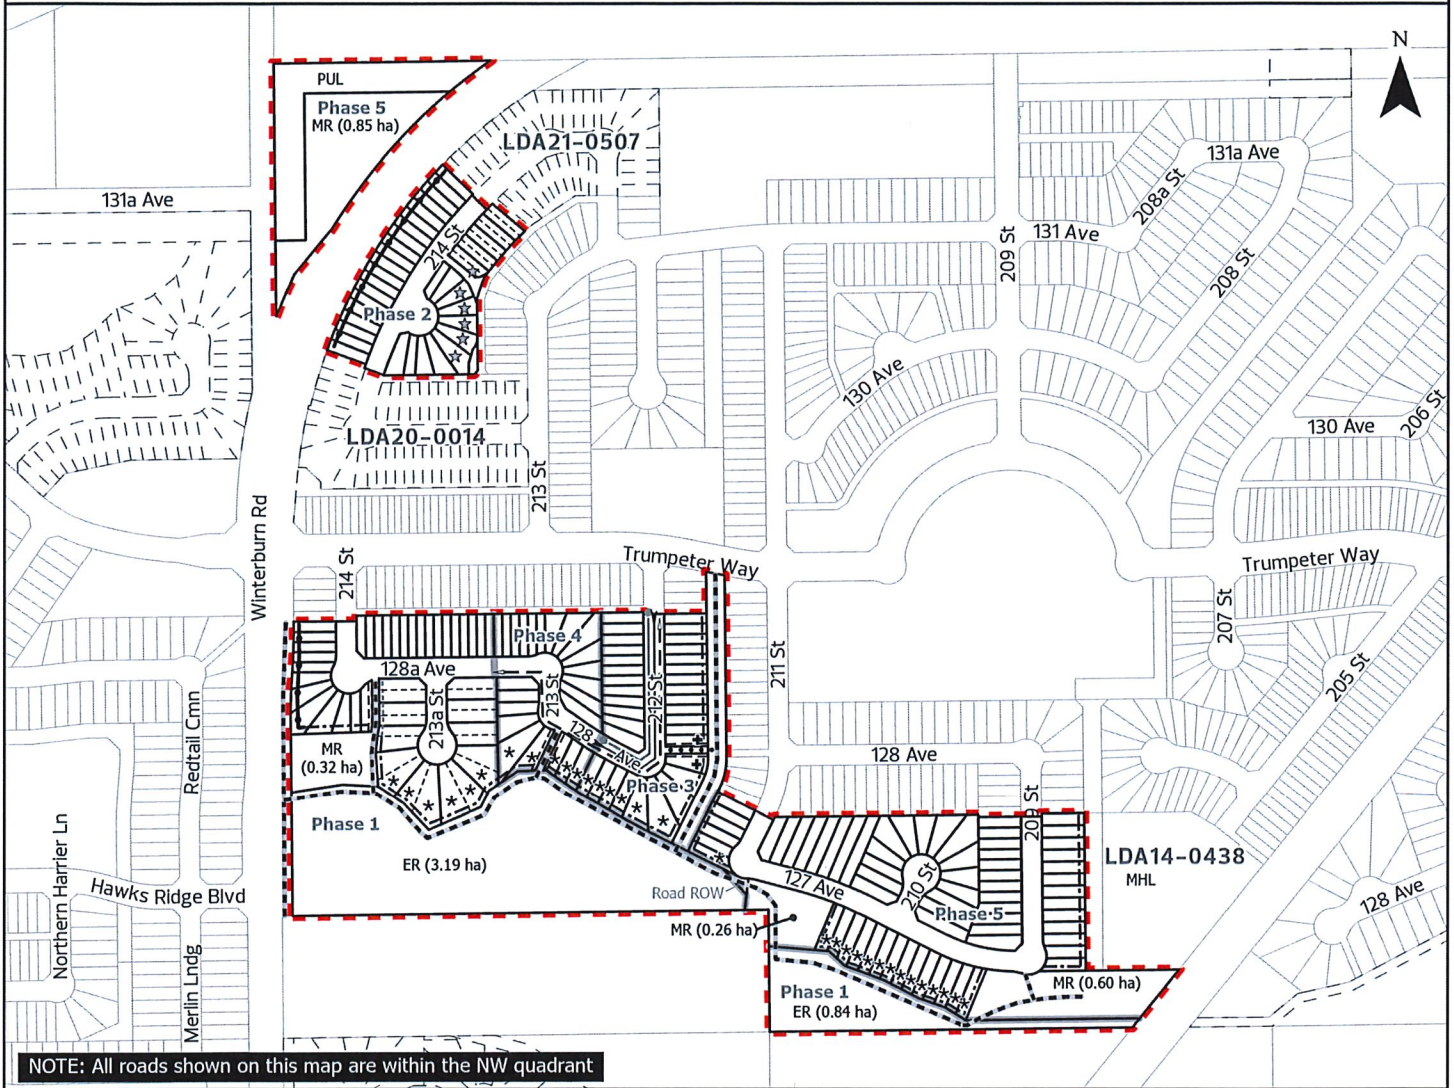 N
PUL
Phase 5
MR (0.85 ha)
LDA21-0507
131a Ave
131a Ave
208a St
214 St
131 Ave
209 St
208 St
Phase 2
130 Ave
206 St
130 Ave
LDA20-0014
213 St
Winterburn Rd
Trumpeter Way
Trumpeter Way
214 St
207 St
Phase 4
128a Ave
211 St
205 St
213 St
212 St
213a St
Redtail Cmn
128 Ave
128 Ave
MR
(0.32 ha)
Phase 3
209 St
Phase 1
LDA14-0438
MHL
ER (3.19 ha)
Northern Harrier Ln
Hawks Ridge Blvd
Road ROW
127 Ave
210 St
128 Ave
Phase 5
MR (0.26 ha)
Merlin Lndg
MR (0.60 ha)
Phase 1
ER (0.84 ha)
NOTE: All roads shown on this map are within the NW quadrant